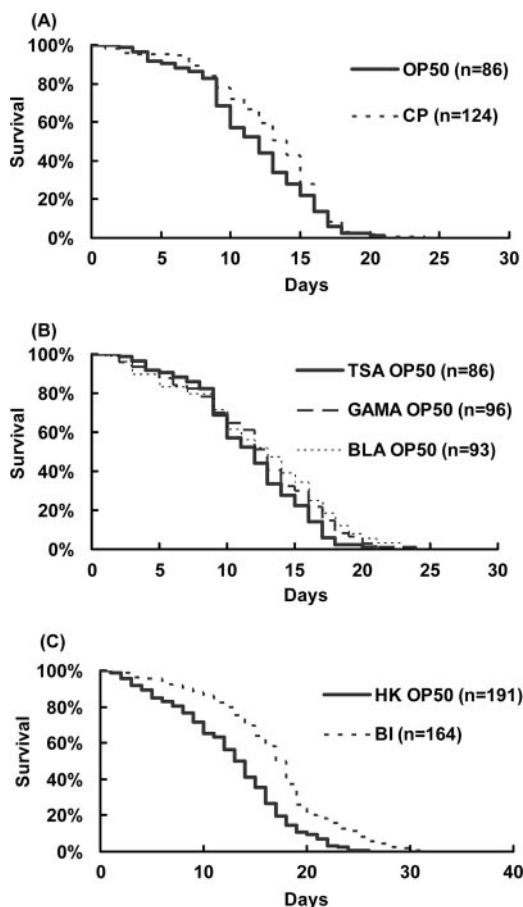 (A)
100%
80%
60%
40%
20%
0%
Survival
OP50 (n=86)
CP (n=124)
0 5 10 15 20 25 30
Days
(B)
100%
80%
60%
40%
20%
0%
Survival
TSA OP50 (n=86)
GAMA OP50 (n=96)
BLA OP50 (n=93)
0 5 10 15 20 25 30
Days
(C)
100%
80%
60%
40%
20%
0%
Survival
HK OP50 (n=191)
BI (n=164)
0 10 20 30 40
Days